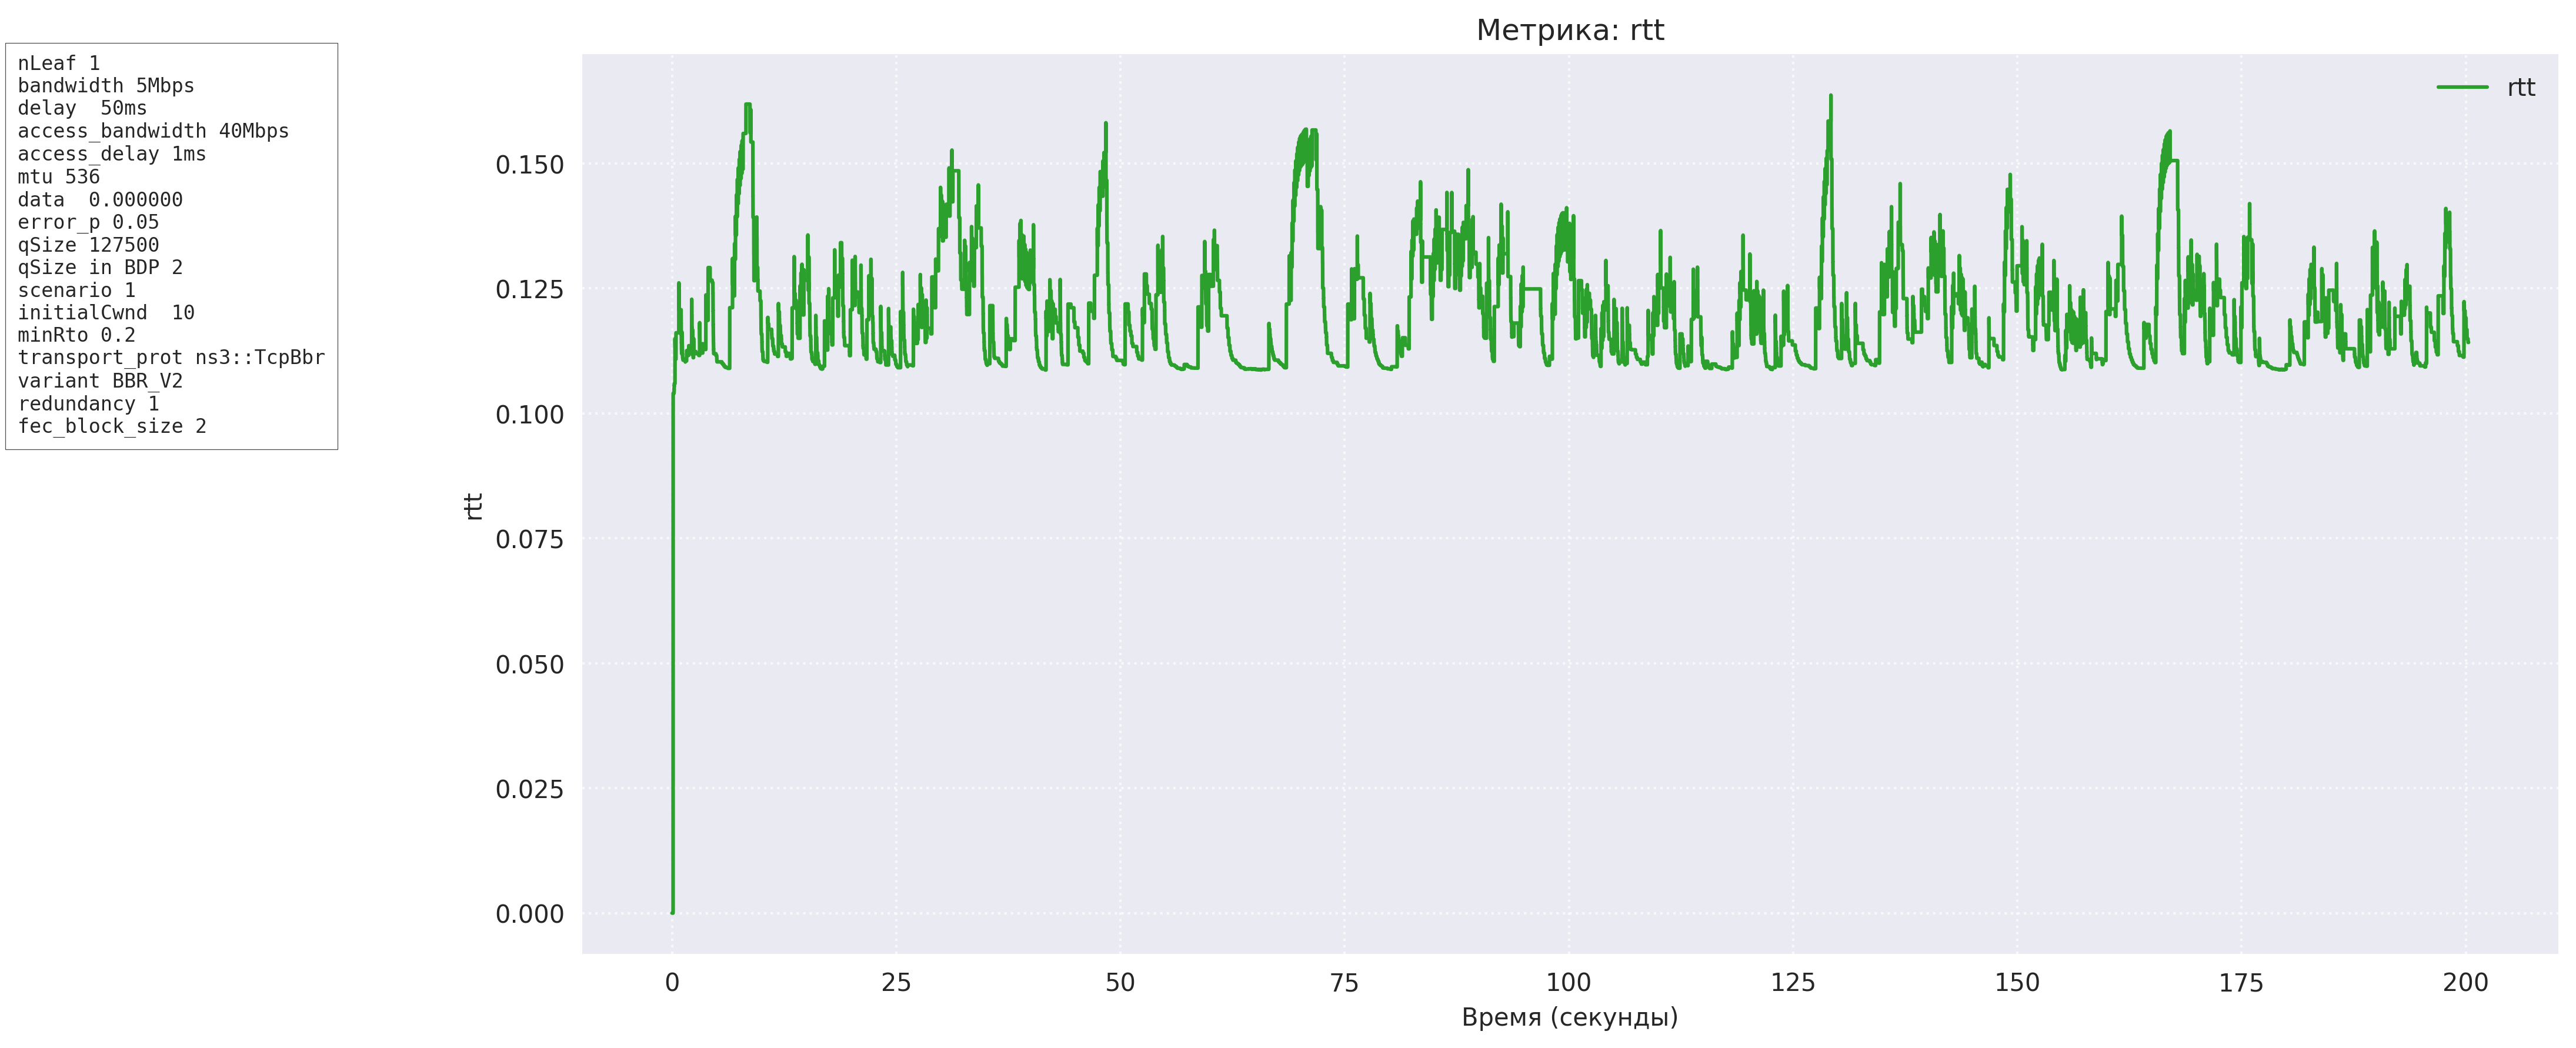 Метрика: rtt
nLeaf 1
bandwidth 5Mbps
delay  50ms
access_bandwidth 40Mbps
access_delay 1ms
mtu 536
data  0.000000
error_p 0.05
qSize 127500
qSize in BDP 2
scenario 1
initialCwnd  10
minRto 0.2
transport_prot ns3::TcpBbr
variant BBR_V2
redundancy 1
fec_block_size 2
rtt
rtt
0.150
0.125
0.100
0.075
0.050
0.025
0.000
0 25 50 75 100 125 150 175 200
Время (секунды)